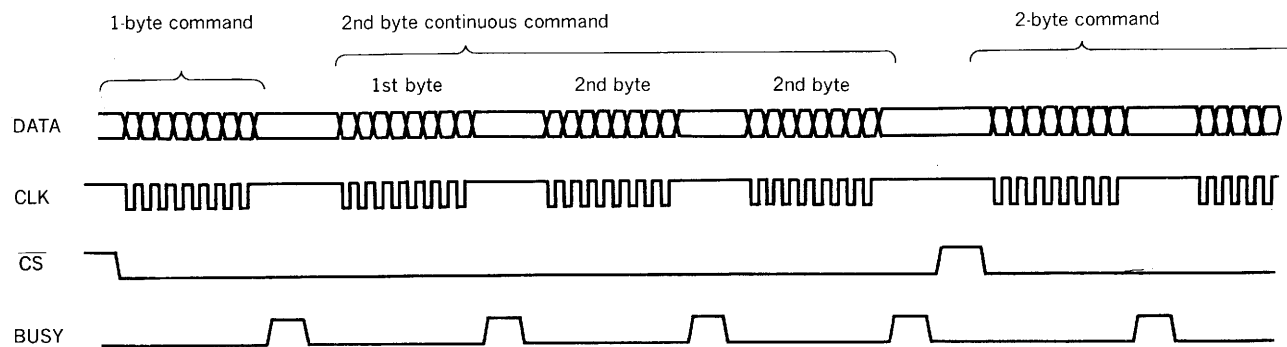 1-byte command
2nd byte continuous command
2-byte command
1st byte
2nd byte
2nd byte
DATA
CLK
CS
BUSY